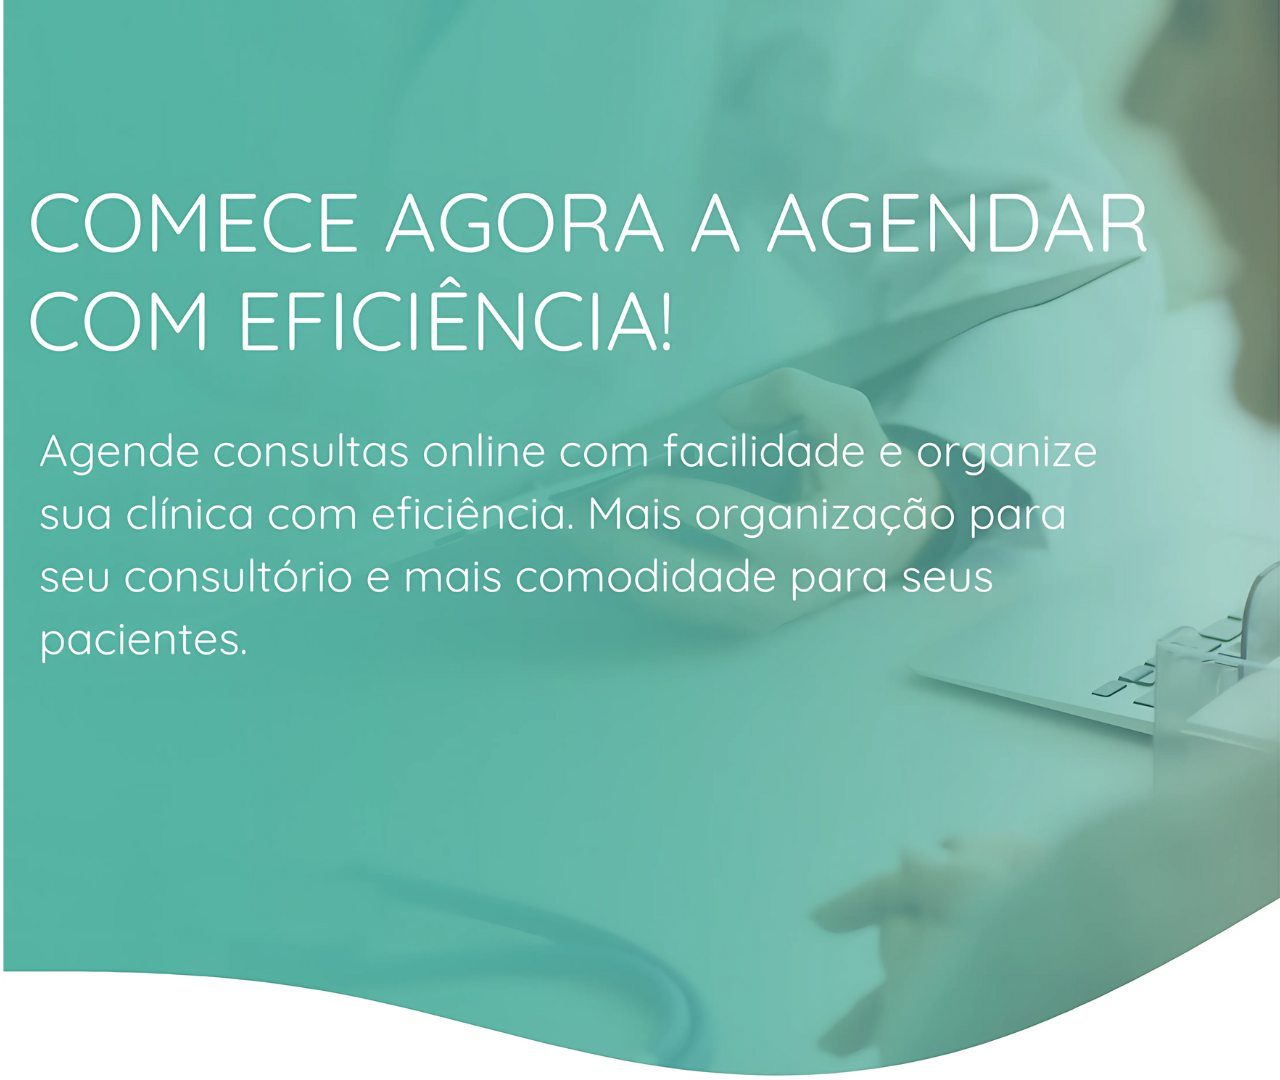 COMECE AGORA A AGENDAR
COM EFICIÊNCIA!
Agende consultas online com facilidade e organize
sua clínica com eficiência. Mais organização para
seu consultório e mais comodidade para seus
pacientes.